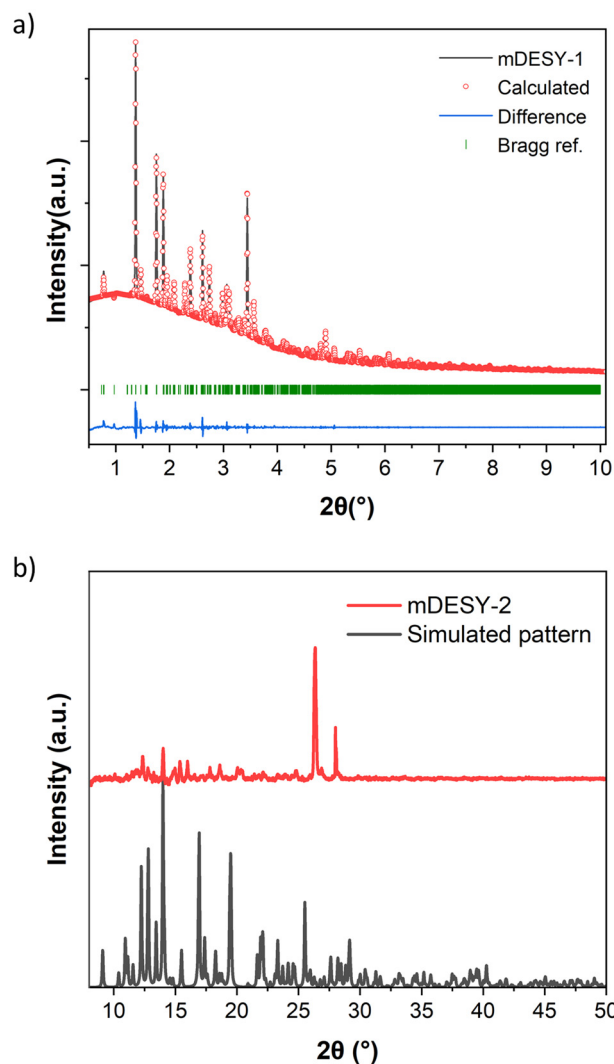 a)
mDESY-1
Calculated
Difference
Bragg ref.
Intensity(a.u.)
1 2 3 4 5 6 7 8 9 10
2θ(°)
b)
mDESY-2
Simulated pattern
Intensity (a.u.)
10 15 20 25 30 35 40 45 50
2θ (°)